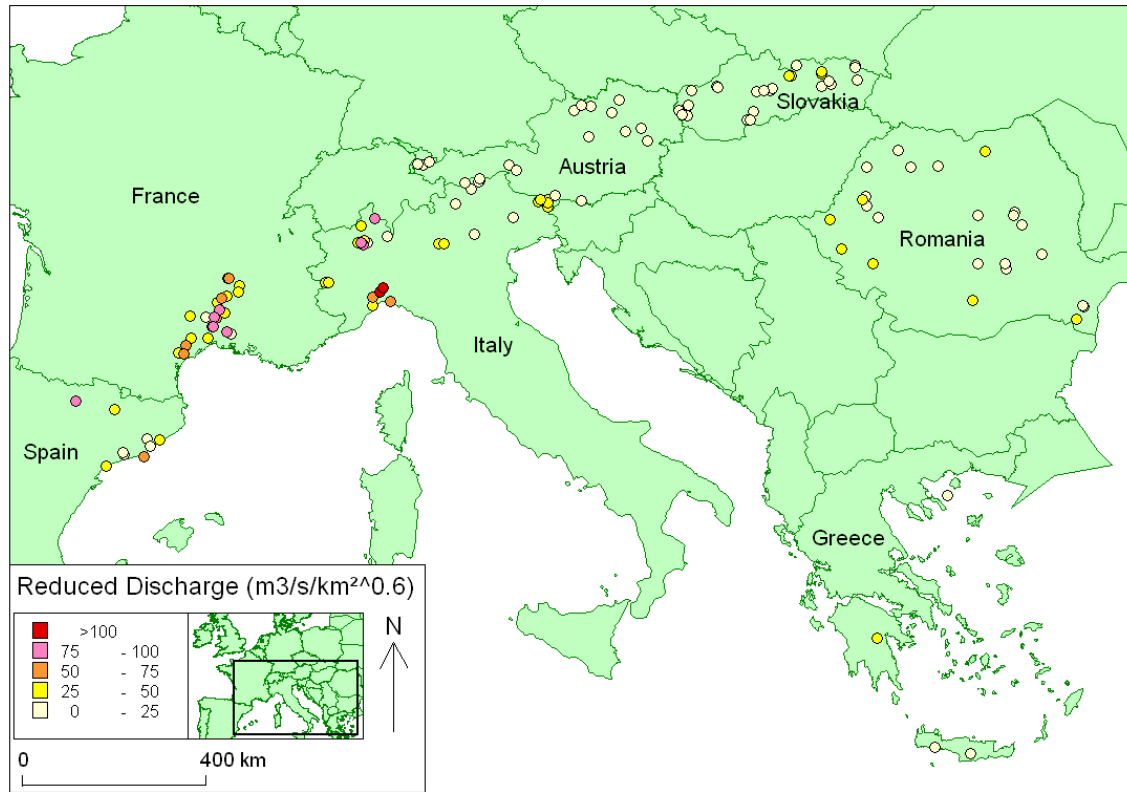 Slovakia
Austria
France
Romania
Italy
Spain
Greece
Reduced Discharge (m3/s/km²^0.6)
>100
75 - 100
50 - 75
25 - 50
0 - 25
N
0 400 km